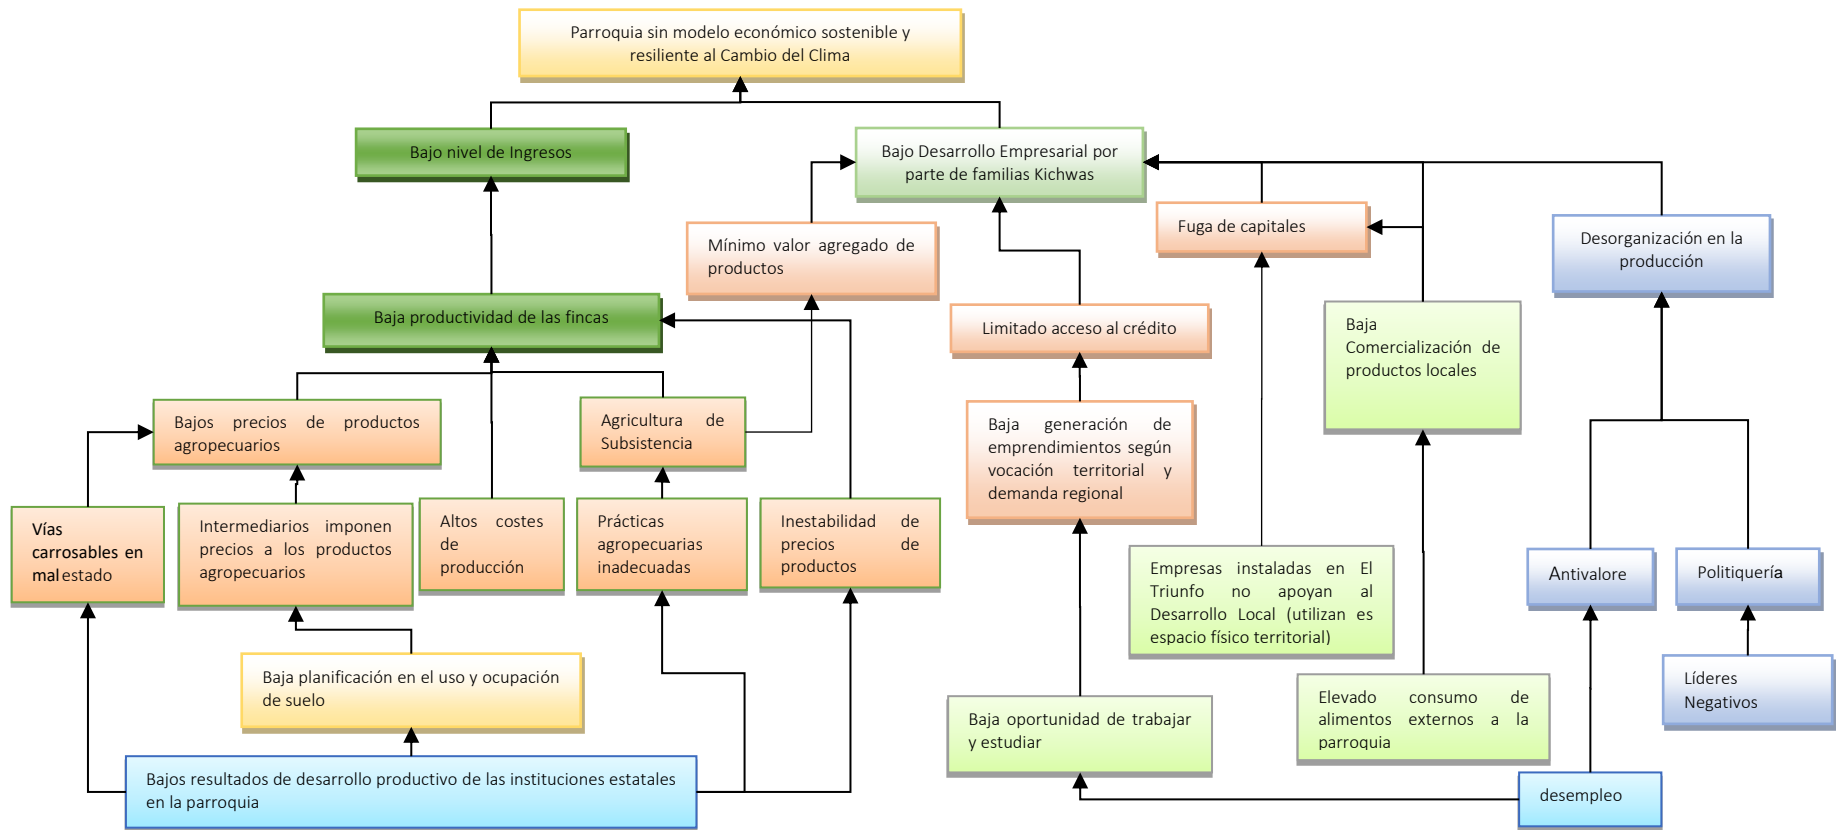 Parroquia sin modelo económico sostenible y
resiliente al Cambio del Clima
Bajo nivel de Ingresos
Bajo Desarrollo Empresarial por
parte de familias Kichwas
Fuga de capitales
Desorganización en la
producción
Mínimo valor agregado de
productos
Baja productividad de las fincas
Limitado acceso al crédito
Baja
Comercialización de
productos locales
Bajos precios de productos
agropecuarios
Agricultura de
Subsistencia
Baja generación de
emprendimientos según
vocación territorial y
demanda regional
Vías
carrosables en
mal estado
Intermediarios imponen
precios a los productos
agropecuarios
Altos costes
de
producción
Prácticas
agropecuarias
inadecuadas
Inestabilidad de
precios de
productos
Empresas instaladas en El
Triunfo no apoyan al
Desarrollo Local (utilizan es
espacio físico territorial)
Antivalore
Politiquería
Baja planificación en el uso y ocupación
de suelo
Baja oportunidad de trabajar
y estudiar
Elevado consumo de
alimentos externos a la
parroquia
Líderes
Negativos
Bajos resultados de desarrollo productivo de las instituciones estatales
en la parroquia
desempleo